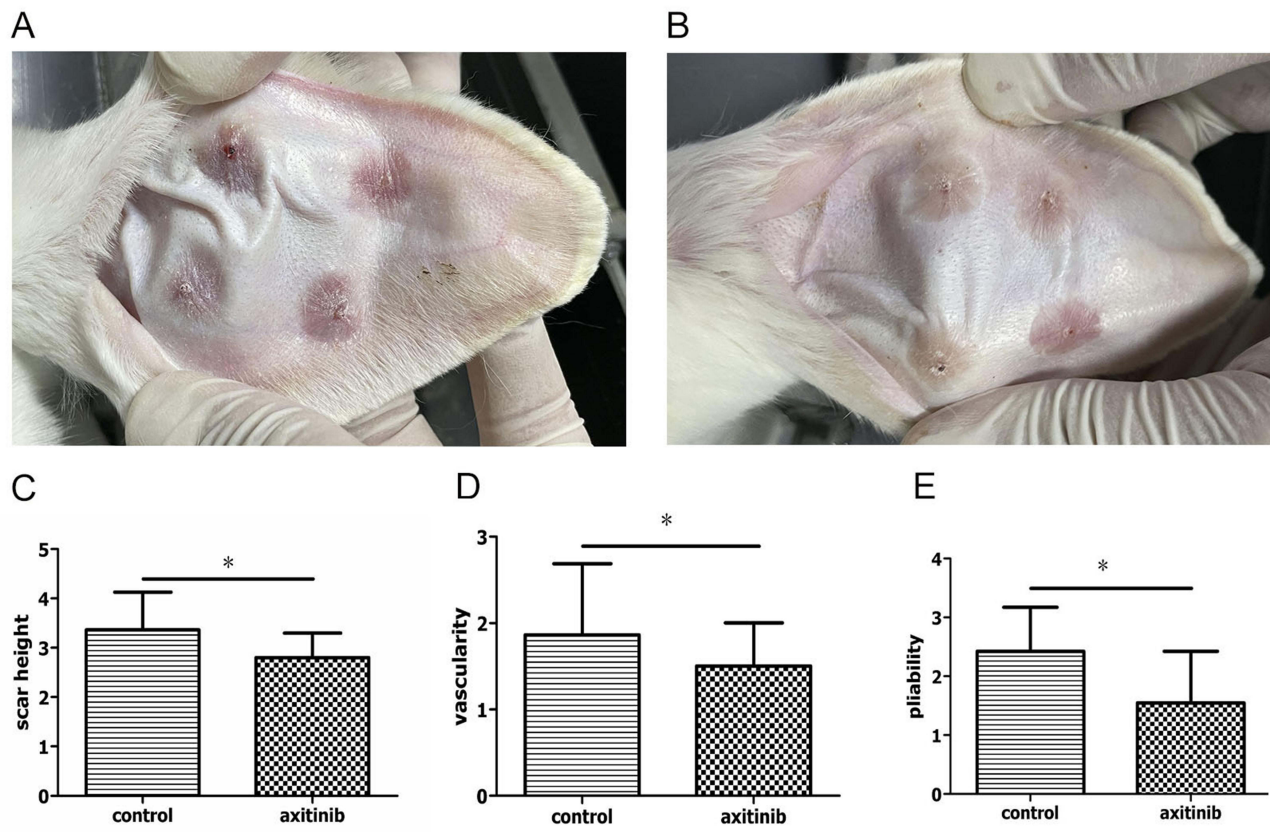 A
B
C
D
E
5
4
3
2
1
0
scar height
*
control
axitinib
3
2
1
0
vascularity
*
control
axitinib
4
3
2
1
0
pliability
*
control
axitinib